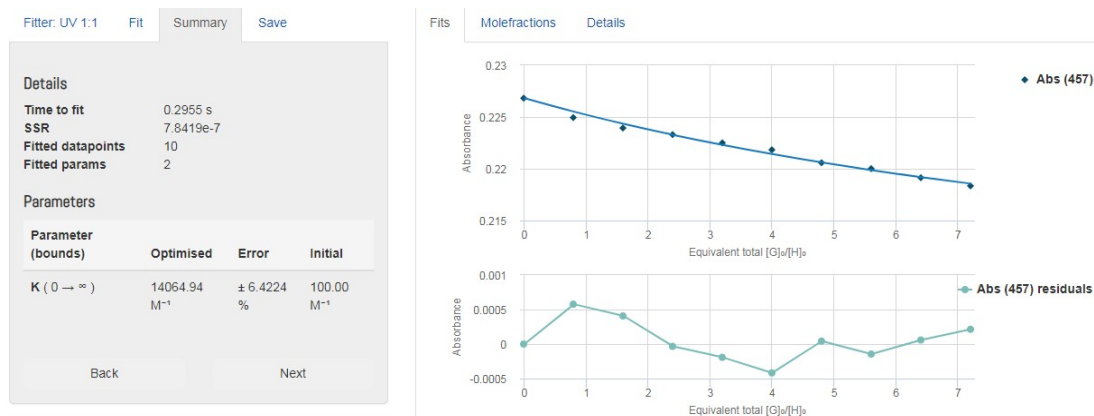 Fitter: UV 1:1 Fit Summary Save
Details
Time to fit 0.2955 s
SSR 7.8419e-7
Fitted datapoints 10
Fitted params 2
Parameters
Parameter (bounds) Optimised Error Initial
K ( 0 → ∞ ) 14064.94 M⁻¹ ± 6.4224 % 100.00 M⁻¹
Back Next
Fits Molefractions Details
0.23
0.225
0.22
0.215
Absorbance
0 1 2 3 4 5 6 7
Equivalent total [G]₀/[H]₀
Abs (457)
0.001
0.0005
0
-0.0005
Absorbance
0 1 2 3 4 5 6 7
Equivalent total [G]₀/[H]₀
Abs (457) residuals